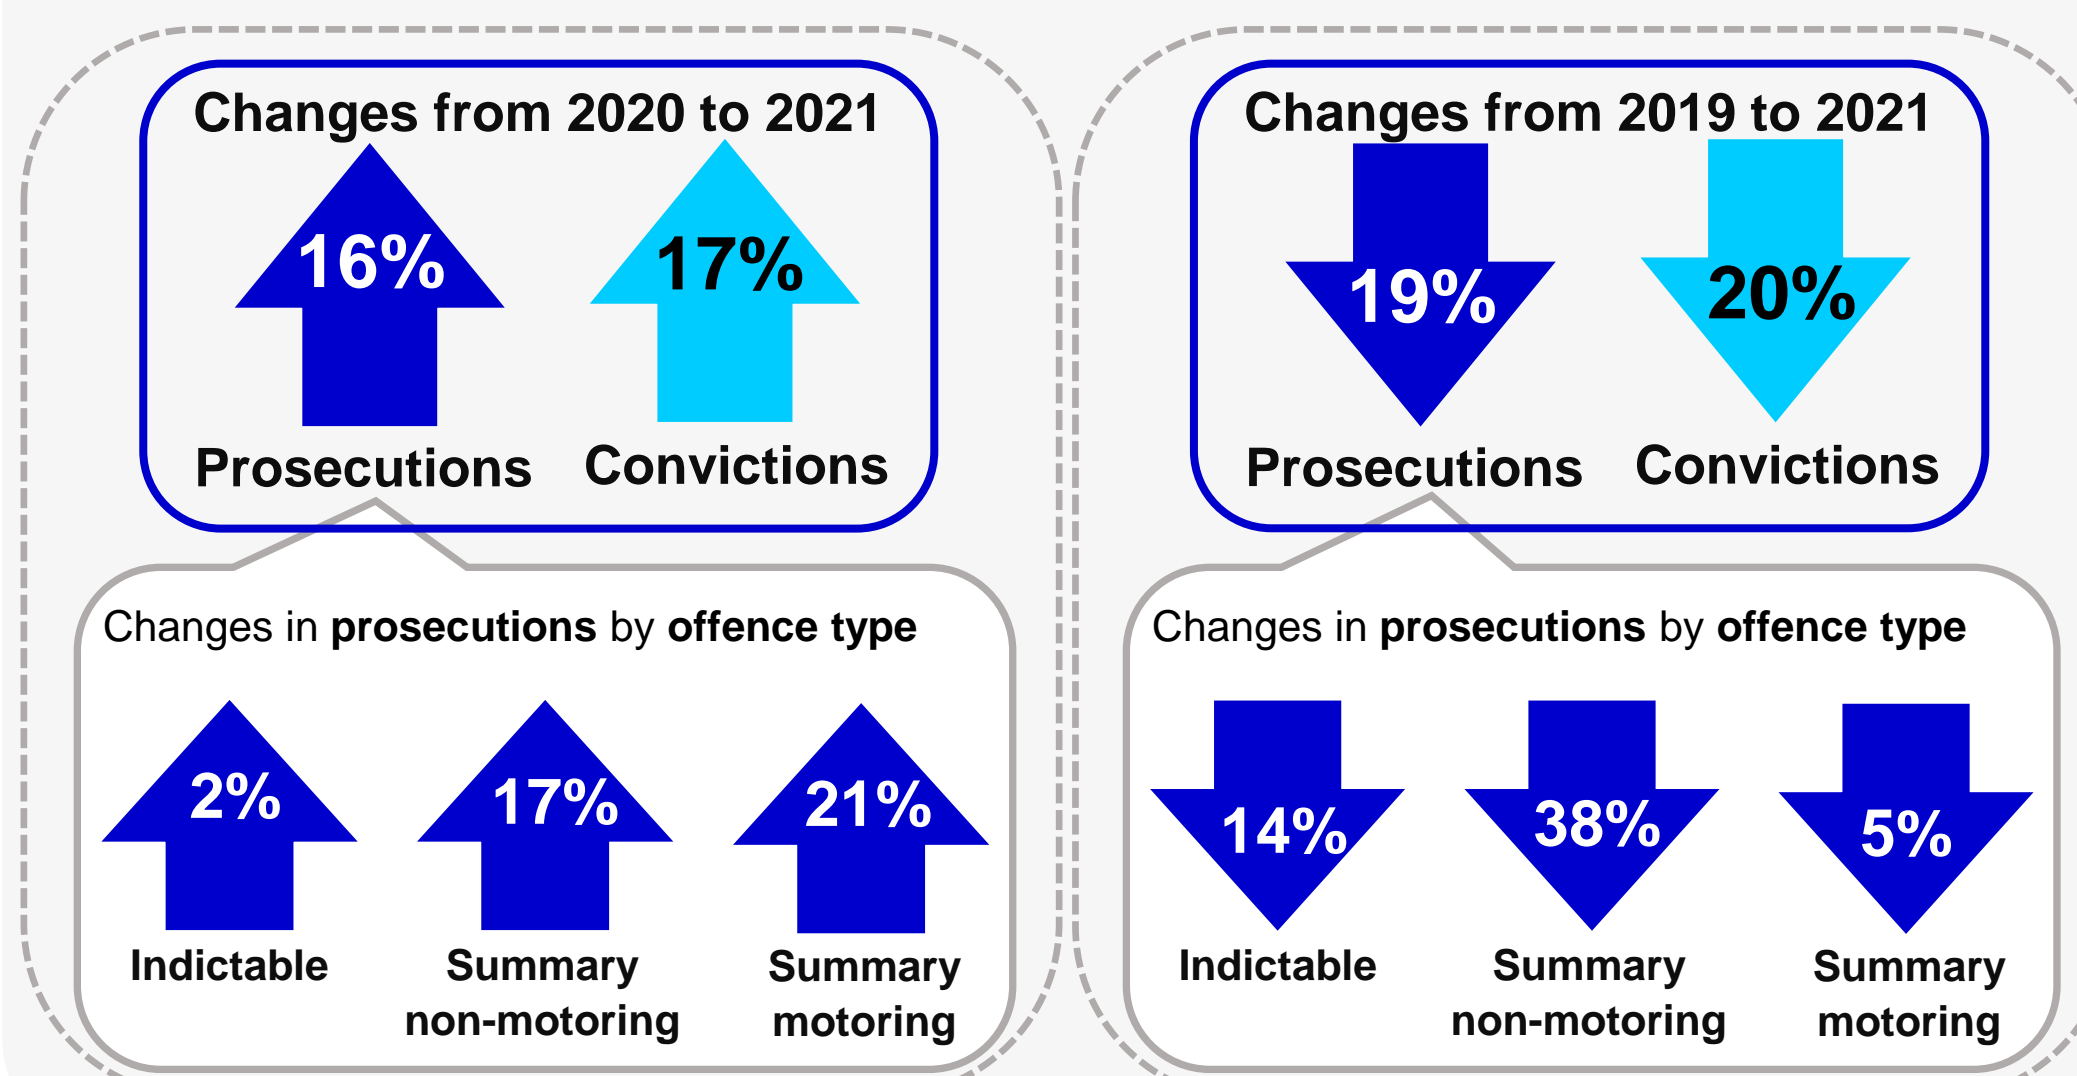 Changes from 2020 to 2021
16%
17%
Prosecutions
Convictions
Changes in prosecutions by offence type
2%
17%
21%
Indictable
Summary
non-motoring
Summary
motoring
Changes from 2019 to 2021
19%
20%
Prosecutions
Convictions
Changes in prosecutions by offence type
14%
38%
5%
Indictable
Summary
non-motoring
Summary
motoring